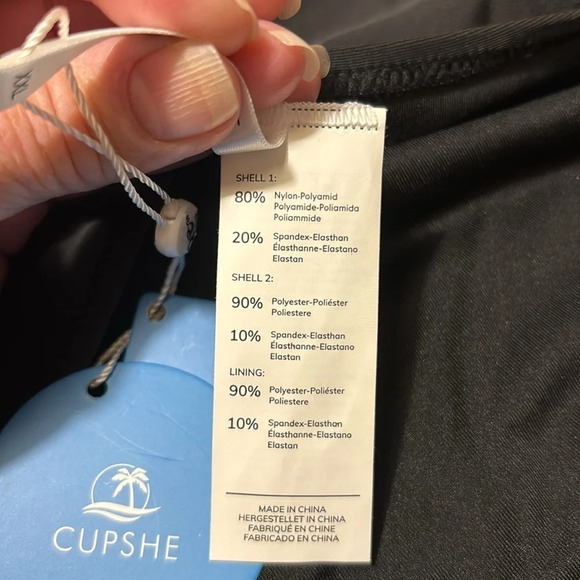 XXL
SHELL 1:
80% Nylon-Polyamid
Polyamide-Poliamida
Poliammide
20% Spandex-Elasthan
Élasthanne-Elastano
Elastan
SHELL 2:
90% Polyester-Poliéster
Poliestere
10% Spandex-Elasthan
Élasthanne-Elastano
Elastan
LINING:
90% Polyester-Poliéster
Poliestere
10% Spandex-Elasthan
Élasthanne-Elastano
Elastan
MADE IN CHINA
HERGESTELLET IN CHINA
FABRIQUÉ EN CHINE
FABRICADO EN CHINA
CUPSHE